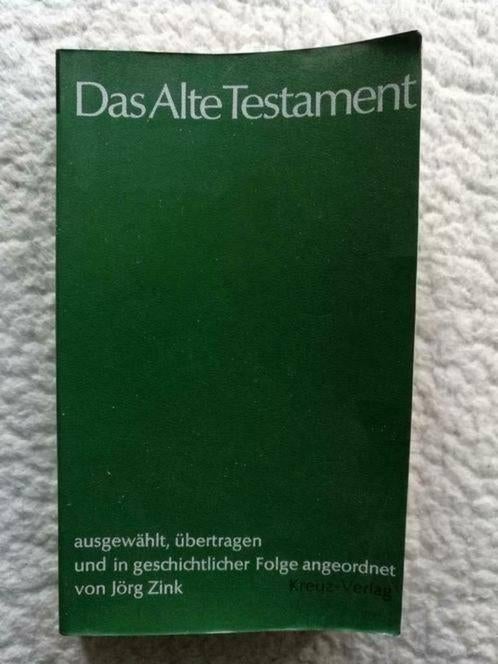 Das Alte Testament
ausgewählt, übertragen
und in geschichtlicher Folge angeordnet
von Jörg Zink
Kreuz-Verlag